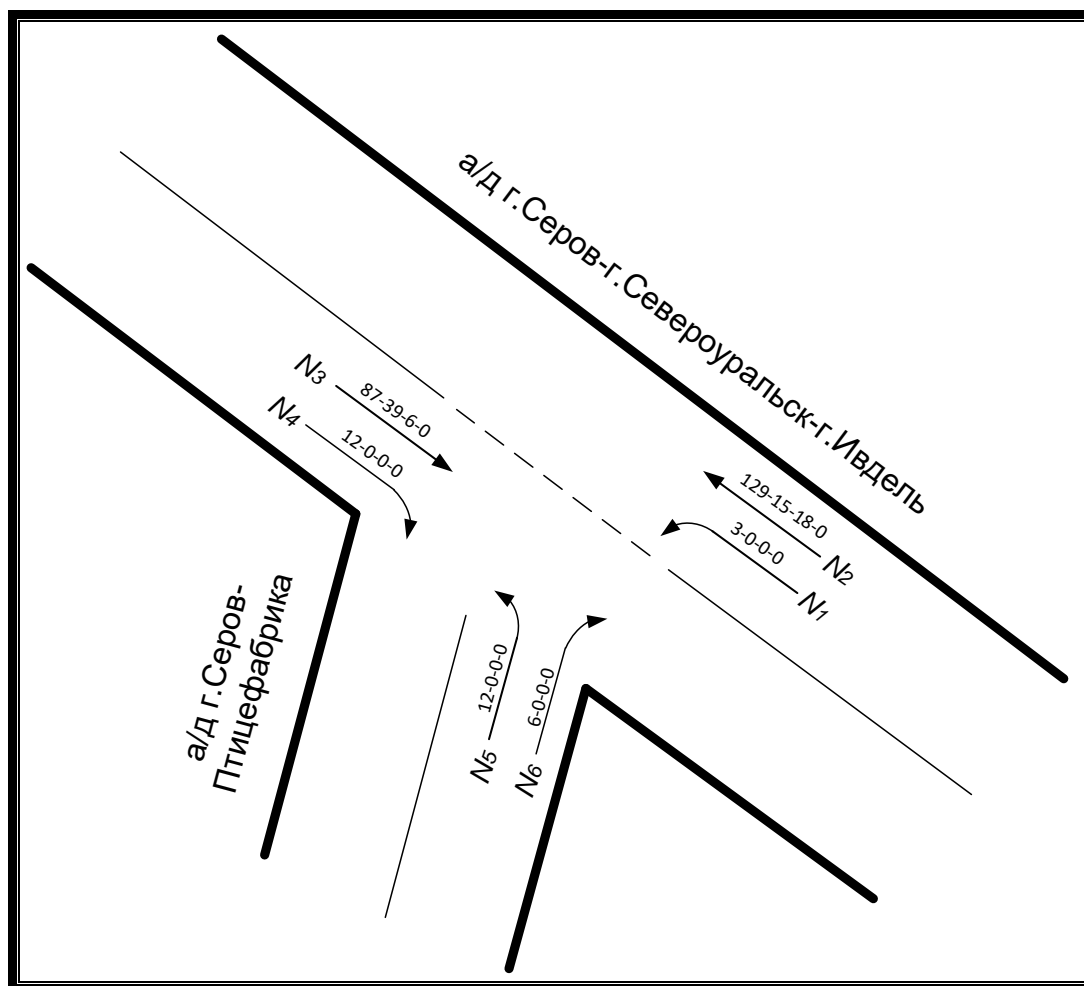 а/д г.Серов-г.Североуральск-г.Ивдель
N3
87-39-6-0
N4
12-0-0-0
129-15-18-0
N2
3-0-0-0
N1
а/д г.Серов-
Птицефабрика
12-0-0-0
N5
6-0-0-0
N6